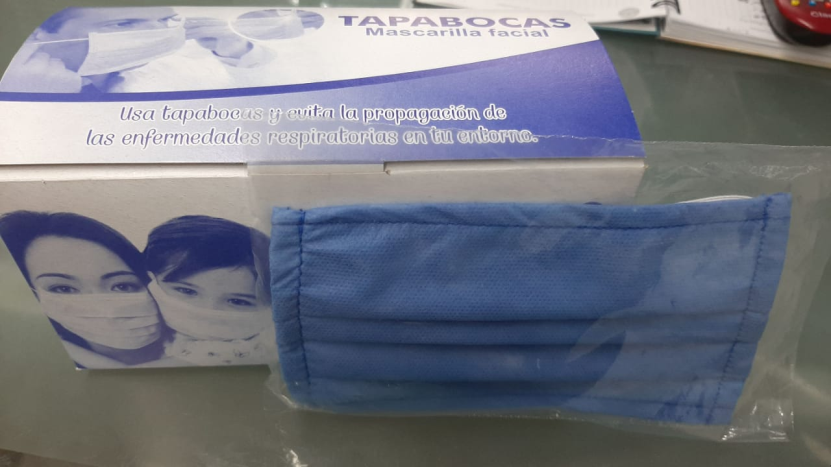 TAPABOCAS
Mascarilla facial
Usa tapabocas y evita la propagación de
las enfermedades respiratorias en tu entorno.